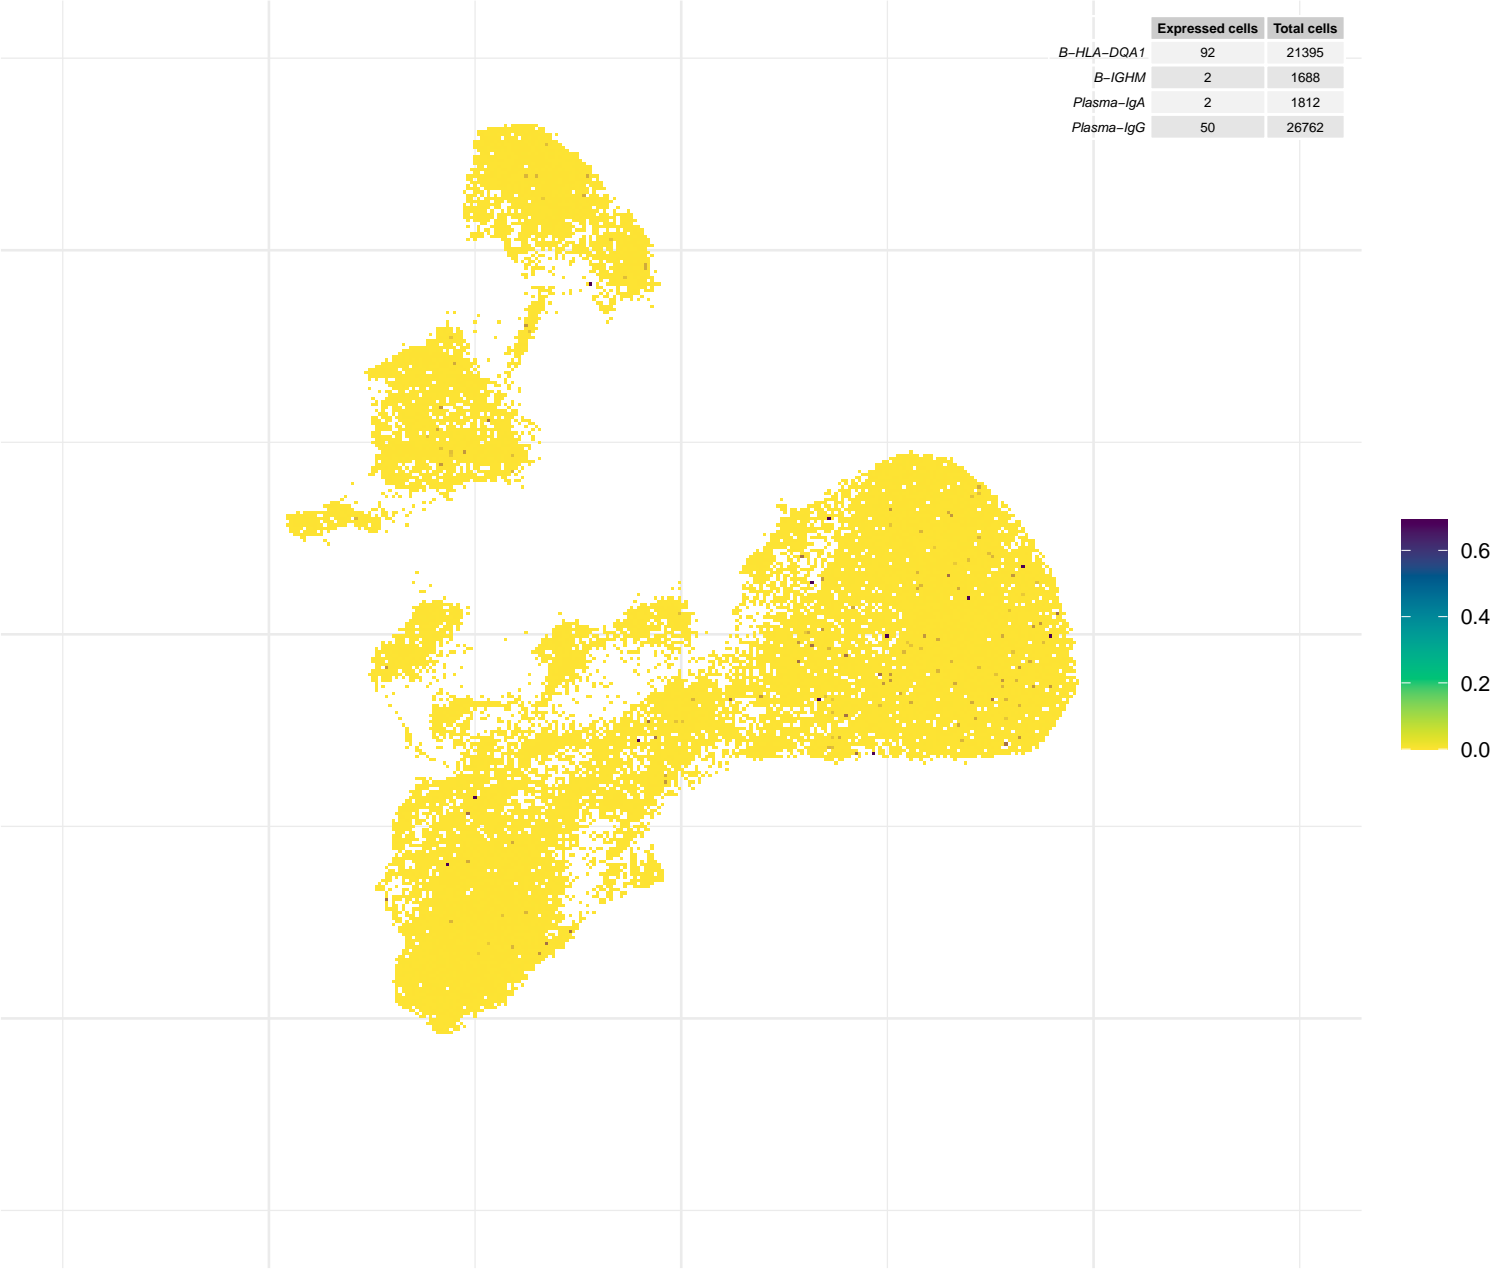 Expressed cells Total cells
B−HLA−DQA1 92 21395
B−IGHM 2 1688
Plasma−IgA 2 1812
Plasma−IgG 50 26762
0.6
0.4
0.2
0.0